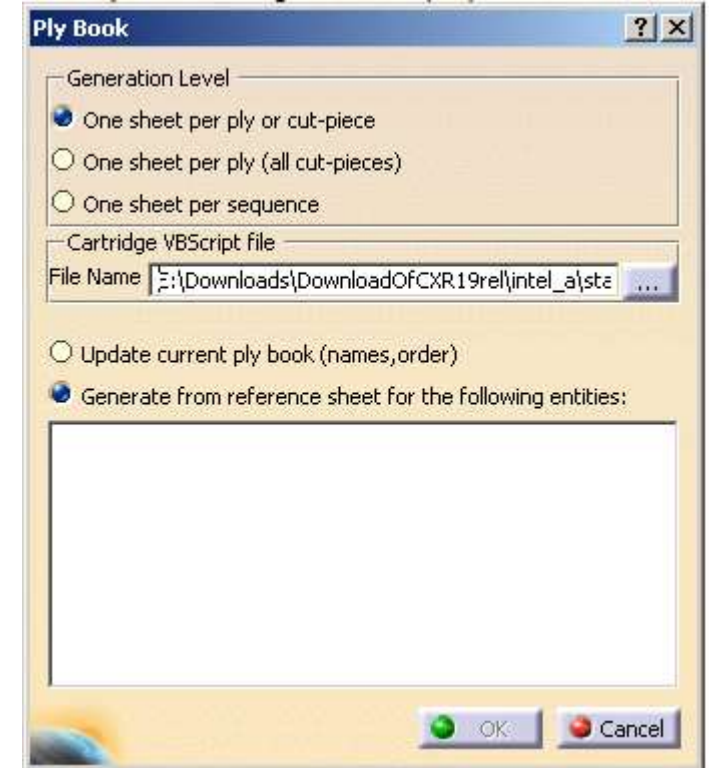 Ply Book
Generation Level
One sheet per ply or cut-piece
One sheet per ply (all cut-pieces)
One sheet per sequence
Cartridge VBScript file
File Name E:\Downloads\DownloadOfCXR19rel\intel_a\sta ...
Update current ply book (names,order)
Generate from reference sheet for the following entities:
OK Cancel